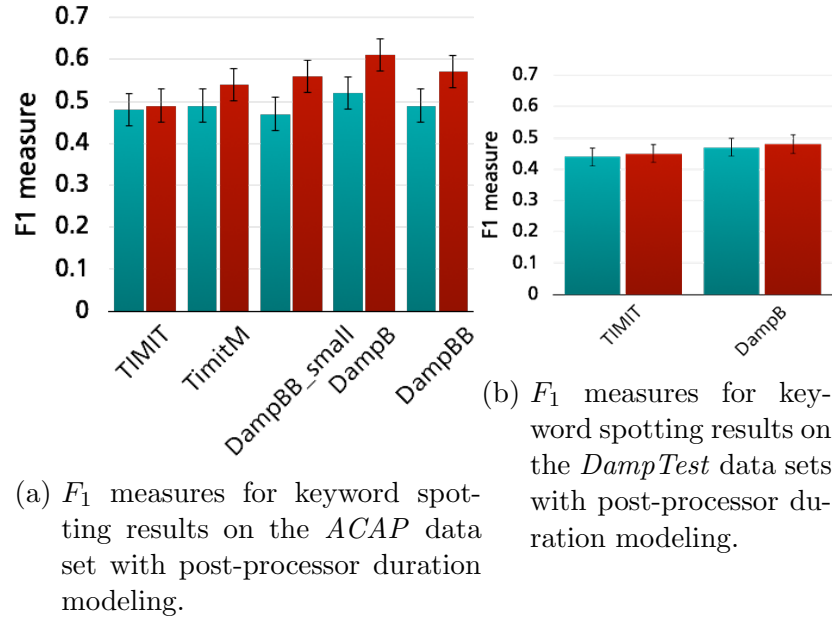 0.7
0.6
0.5
0.4
0.3
0.2
0.1
0
F1 measure
TIMIT
TimitM
DampBB_small
DampB
DampBB
(a) F₁ measures for keyword spot-
ting results on the ACAP data
set with post-processor duration
modeling.
0.7
0.6
0.5
0.4
0.3
0.2
0.1
0
F1 measure
TIMIT
DampB
(b) F₁ measures for key-
word spotting results on
the DampTest data sets
with post-processor du-
ration modeling.